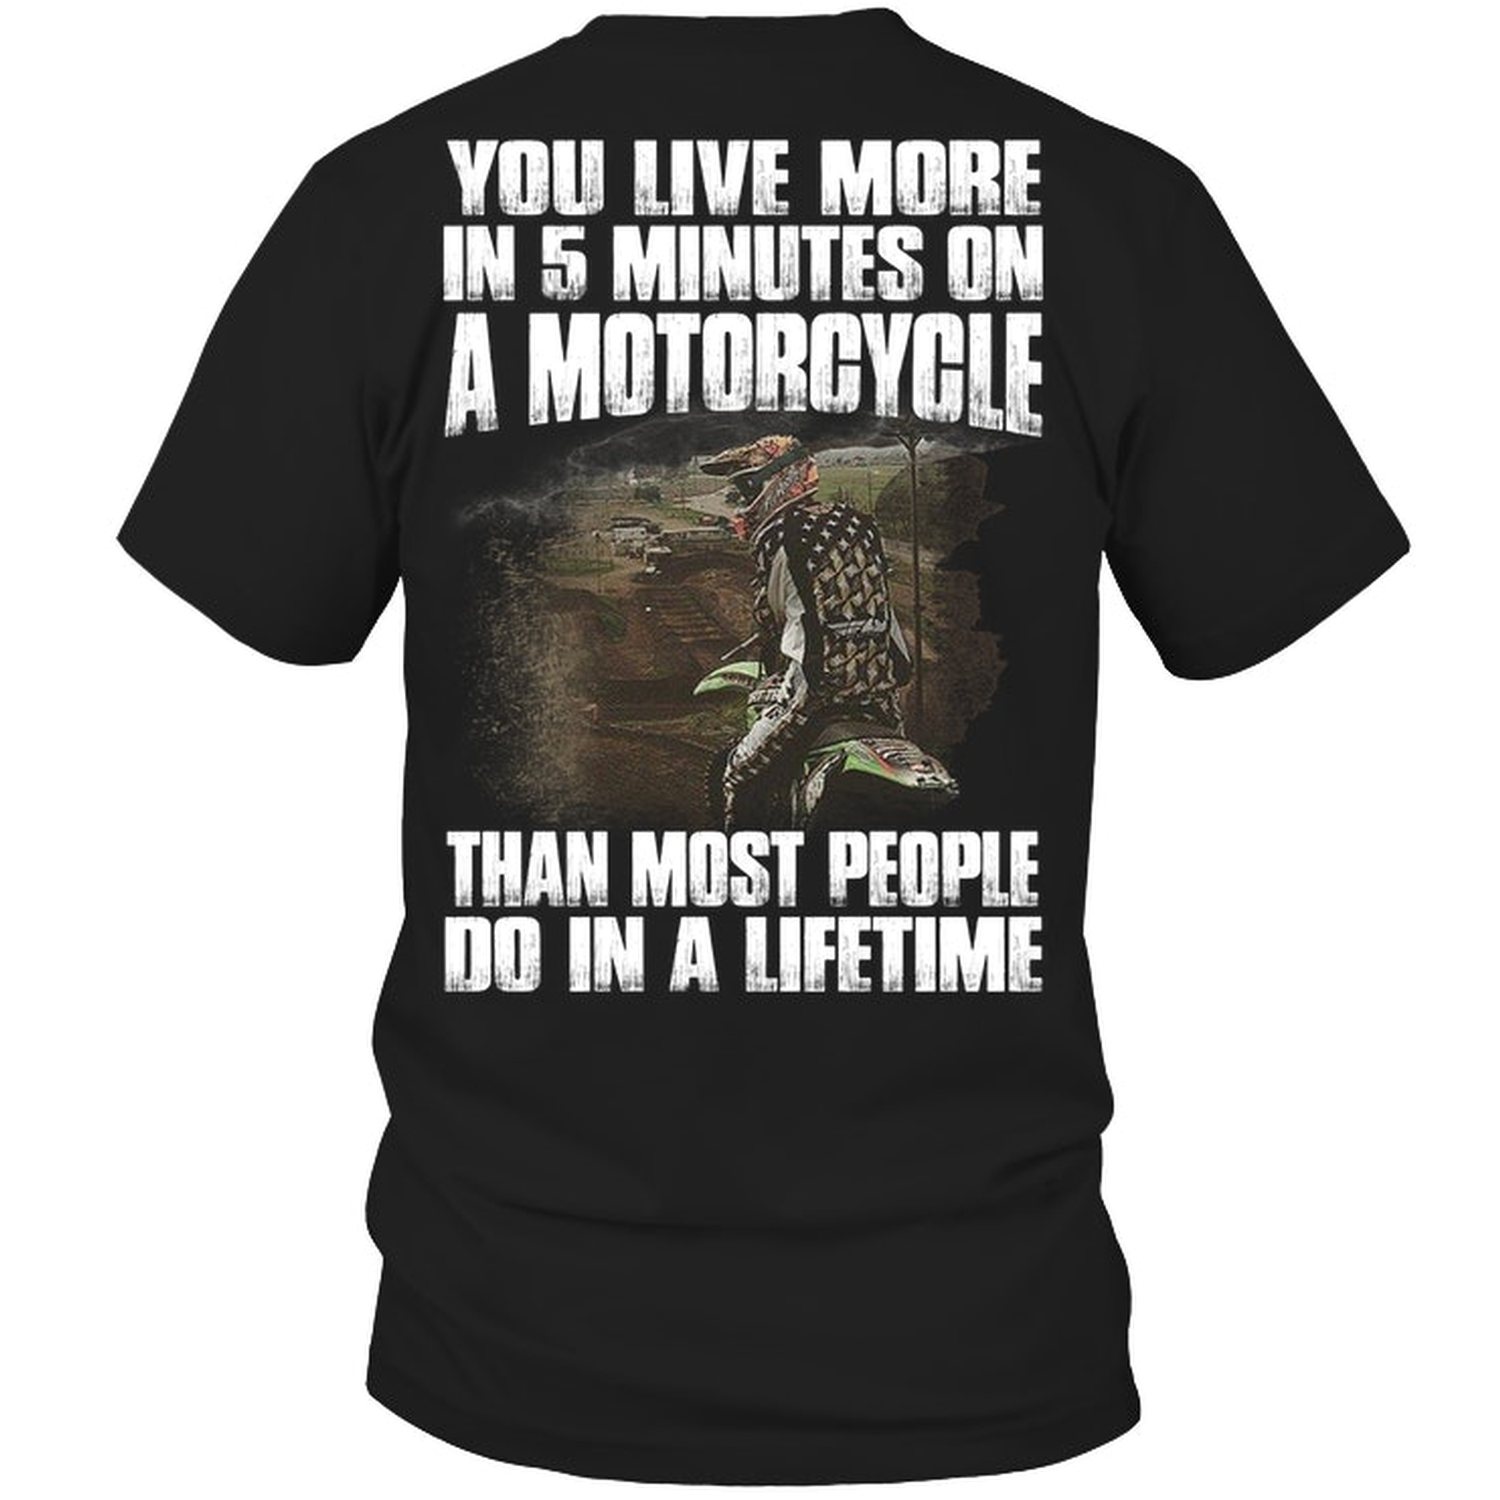 YOU LIVE MORE
IN 5 MINUTES ON
A MOTORCYCLE
THAN MOST PEOPLE
DO IN A LIFETIME